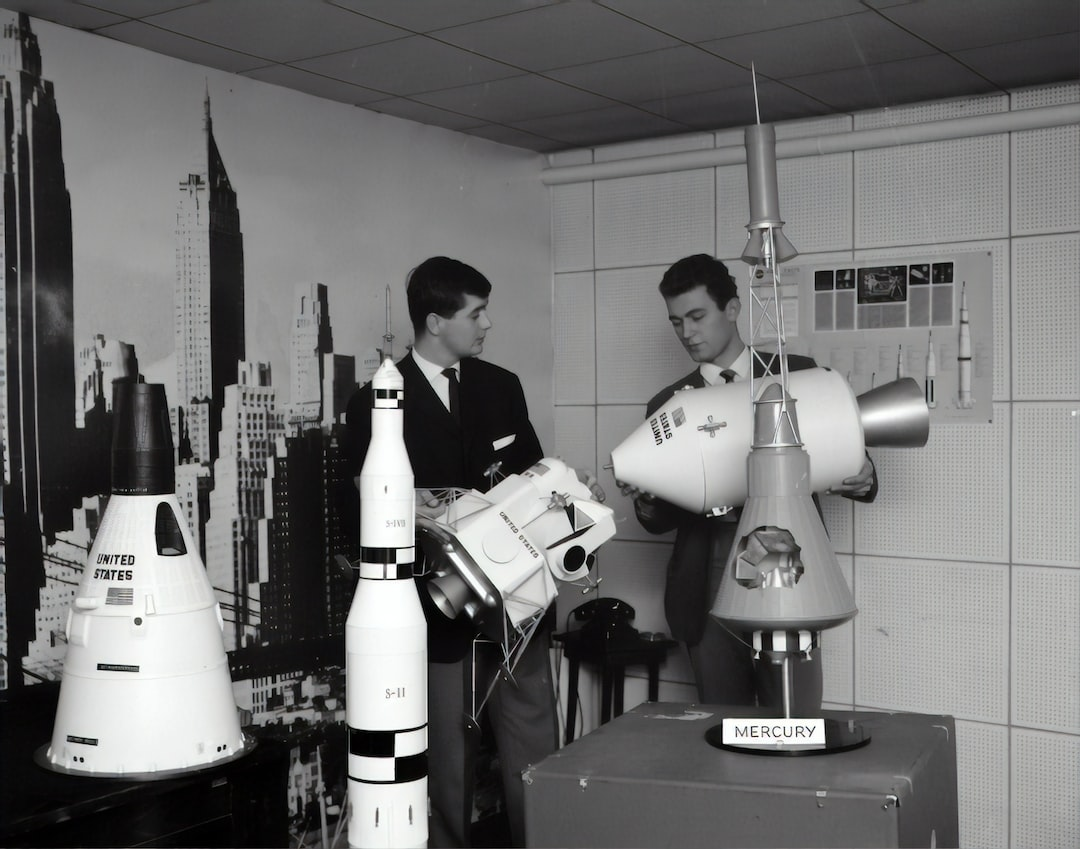 UNITED
STATES
S-IVB
S-II
UNITED STATES
UNITED
STATES
MERCURY